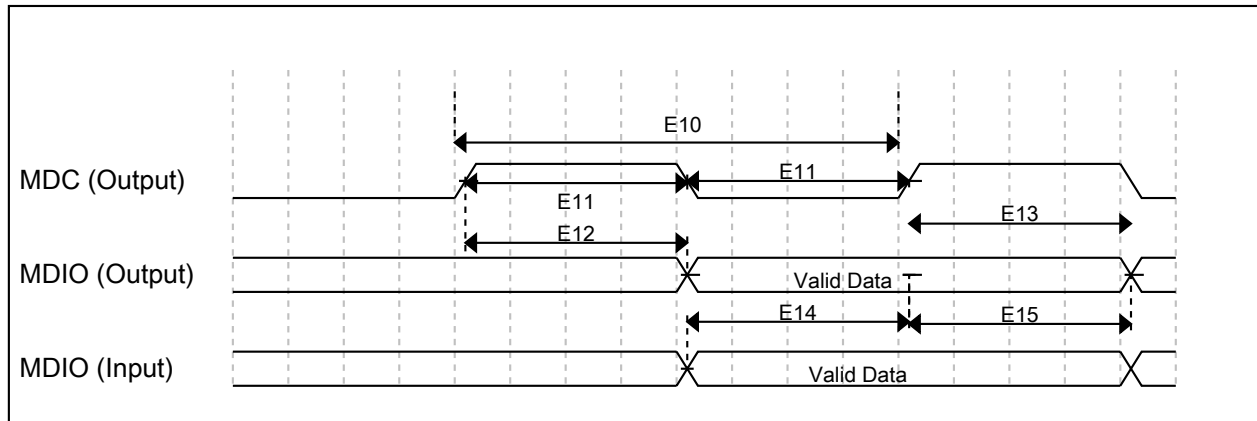 E10
MDC (Output)
E11
E11
E13
E12
MDIO (Output)
Valid Data
E14
E15
MDIO (Input)
Valid Data